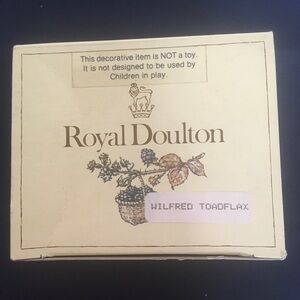 This decorative item is NOT a toy.
It is not designed to be used by
Children in play.
Royal Doulton
WILFRED TOADFLAX